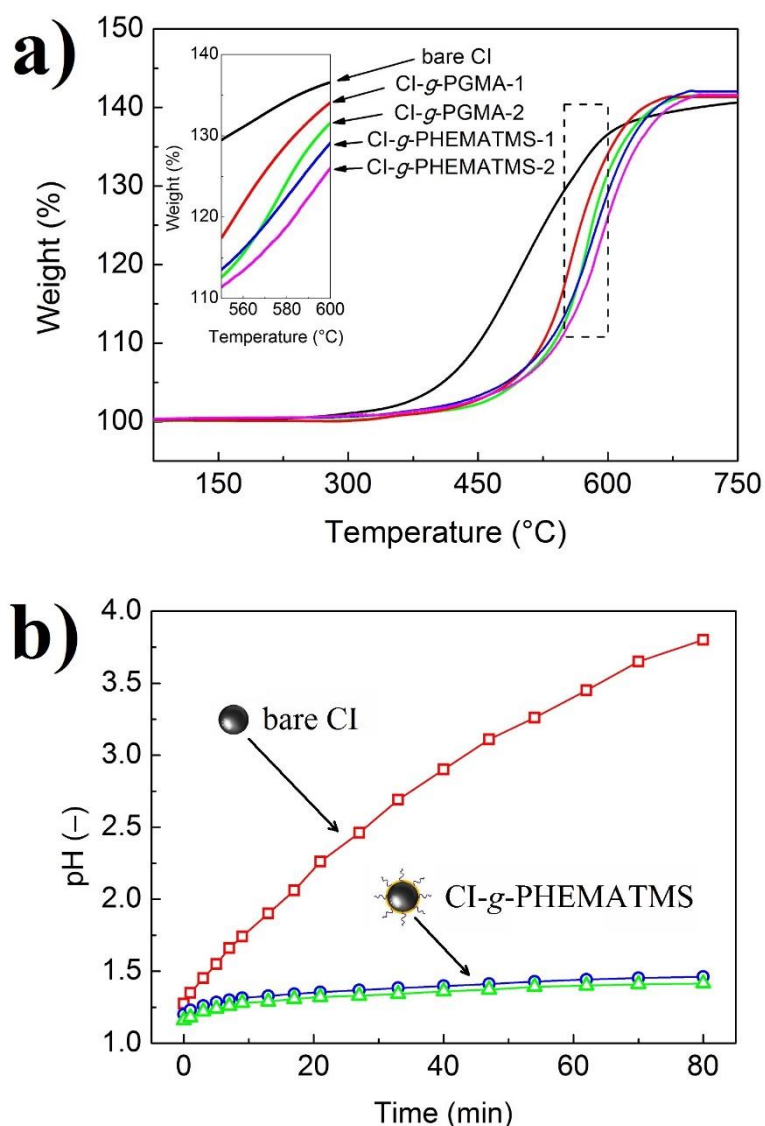 a)
150
140
130
120
110
100
Weight (%)
150
300
450
600
750
Temperature (°C)
140
130
120
110
Weight (%)
560
580
600
Temperature (°C)
bare CI
CI-g-PGMA-1
CI-g-PGMA-2
CI-g-PHEMATMS-1
CI-g-PHEMATMS-2
b)
4.0
3.5
3.0
2.5
2.0
1.5
1.0
pH (–)
0
20
40
60
80
Time (min)
bare CI
CI-g-PHEMATMS